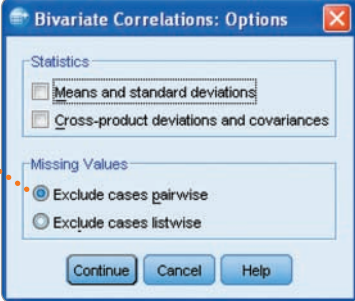 Bivariate Correlations: Options
Statistics
Means and standard deviations
Cross-product deviations and covariances
Missing Values
Exclude cases pairwise
Exclude cases listwise
Continue Cancel Help